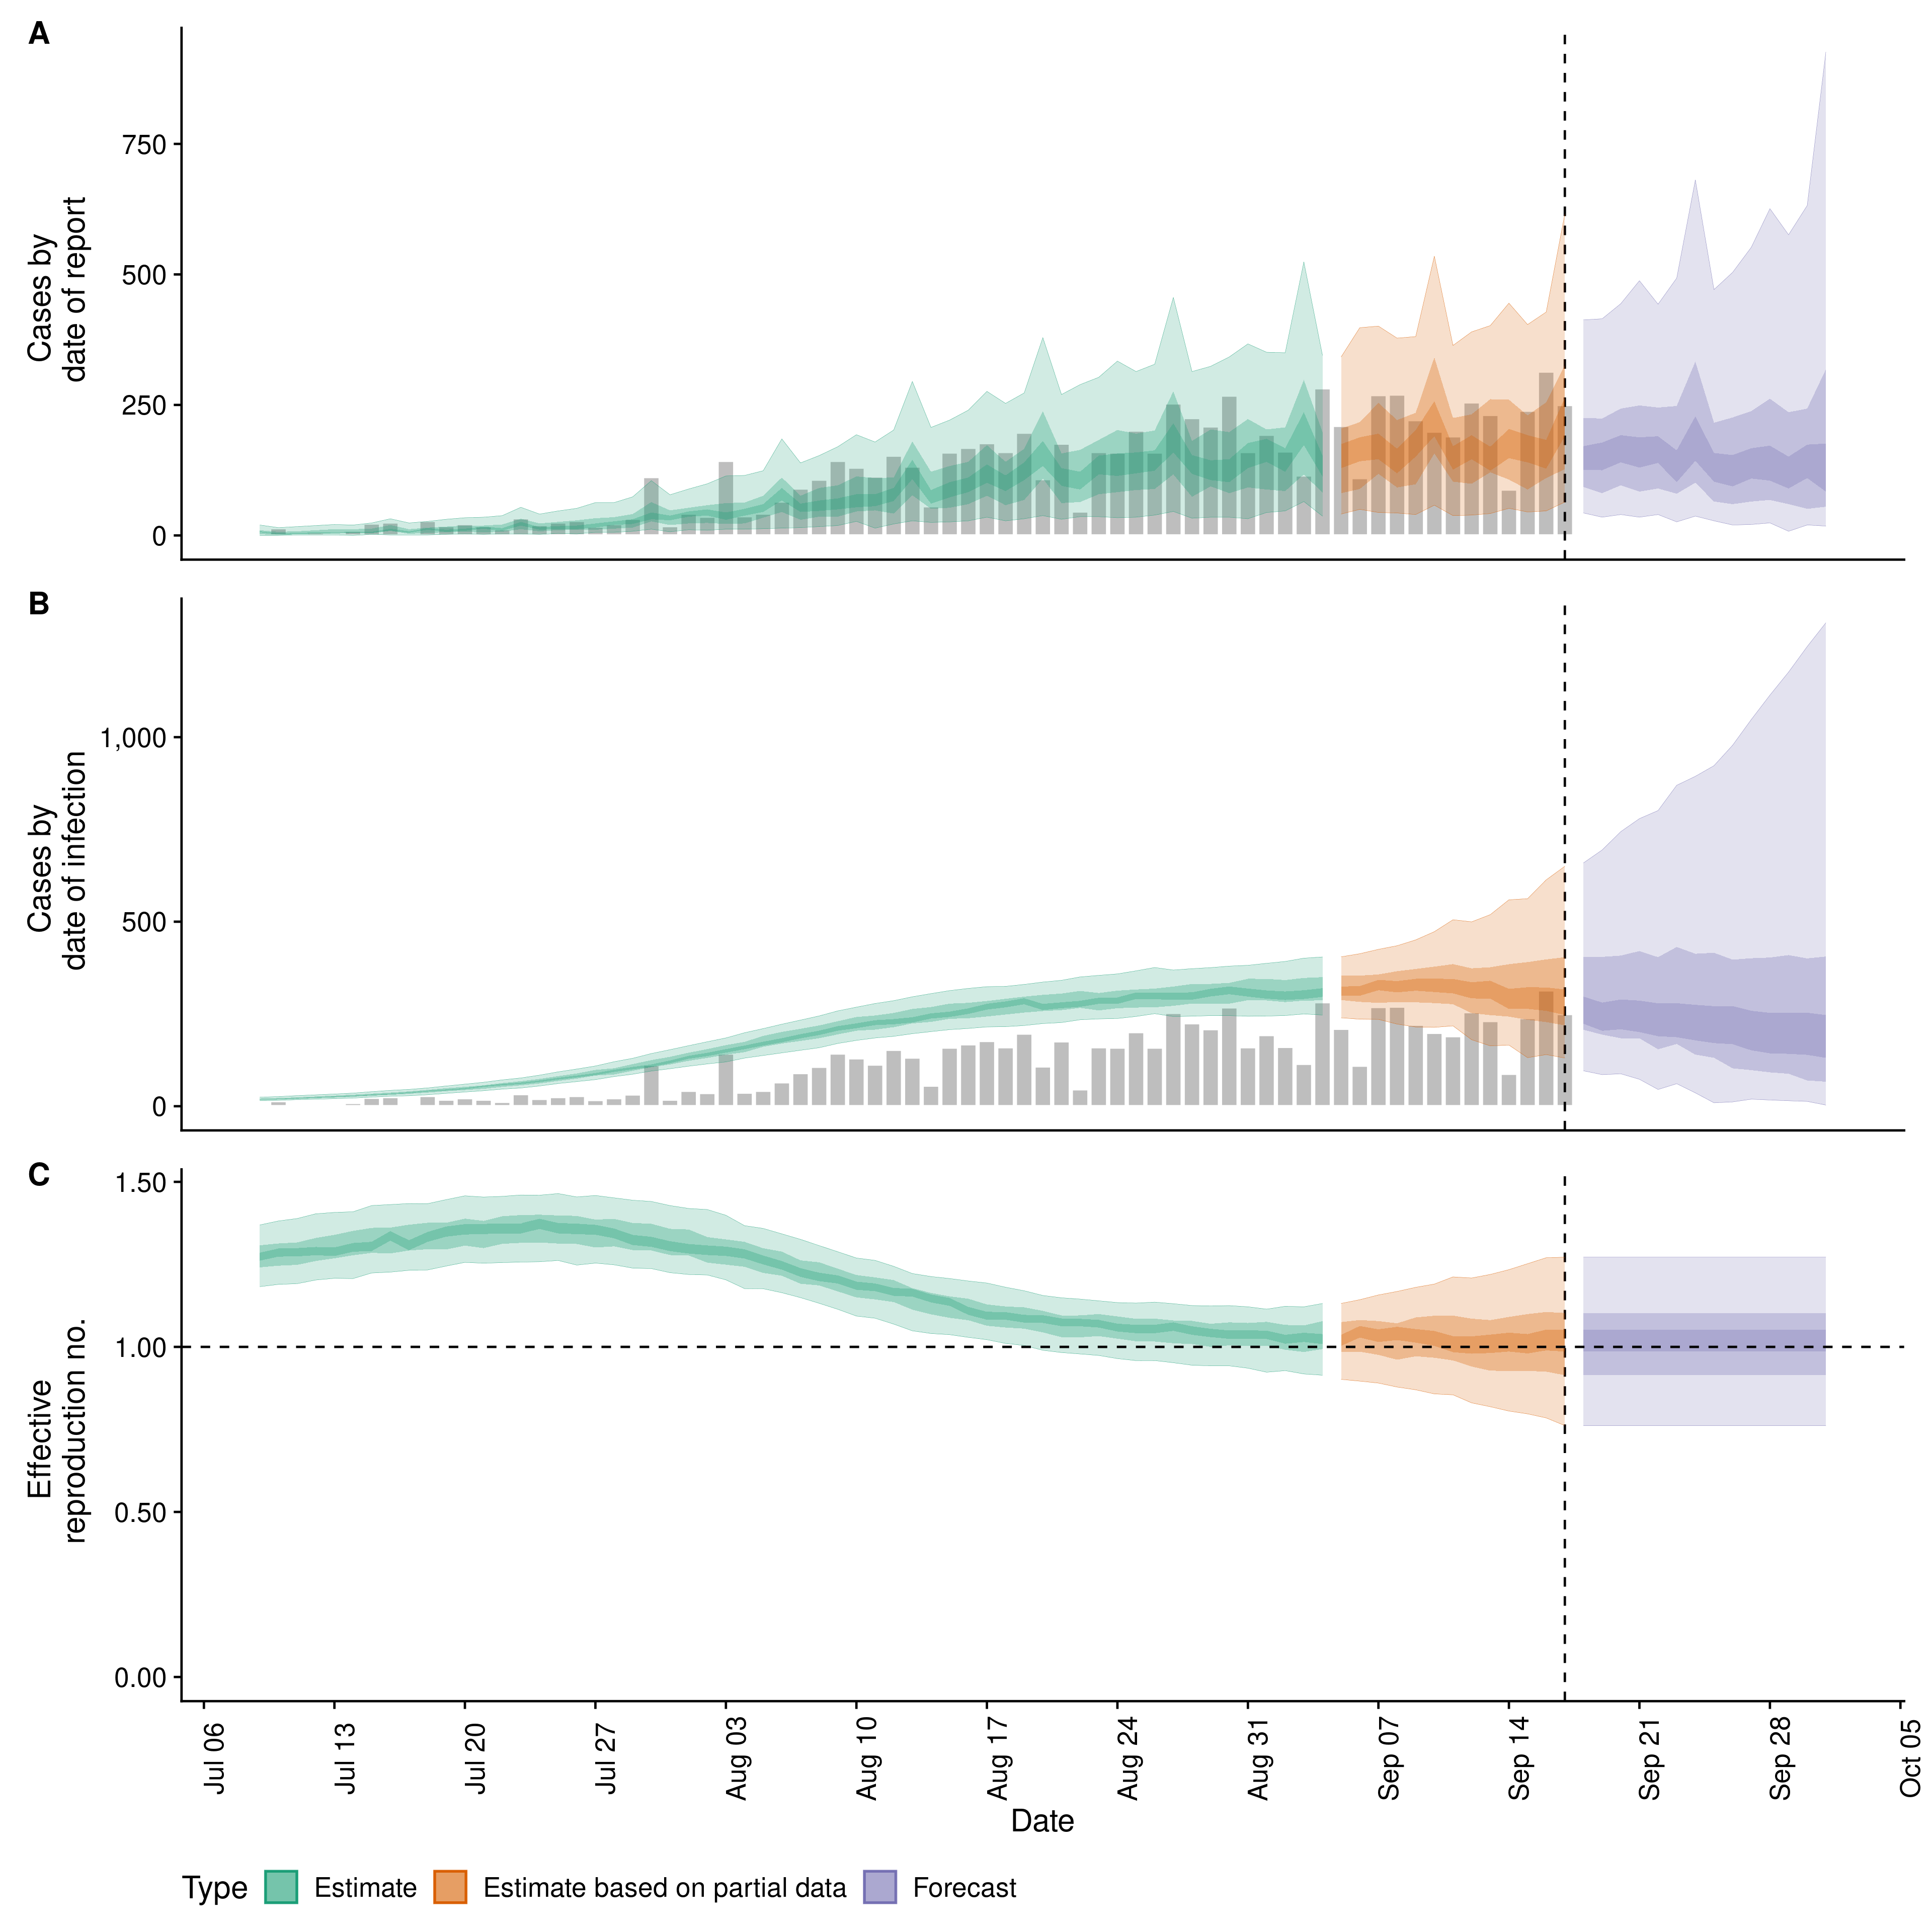 A
Cases by
date of report
750
500
250
0
B
Cases by
date of infection
1,000
500
0
C
Effective
reproduction no.
1.50
1.00
0.50
0.00
Jul 06
Jul 13
Jul 20
Jul 27
Aug 03
Aug 10
Aug 17
Aug 24
Aug 31
Sep 07
Sep 14
Sep 21
Sep 28
Oct 05
Date
Type Estimate Estimate based on partial data Forecast